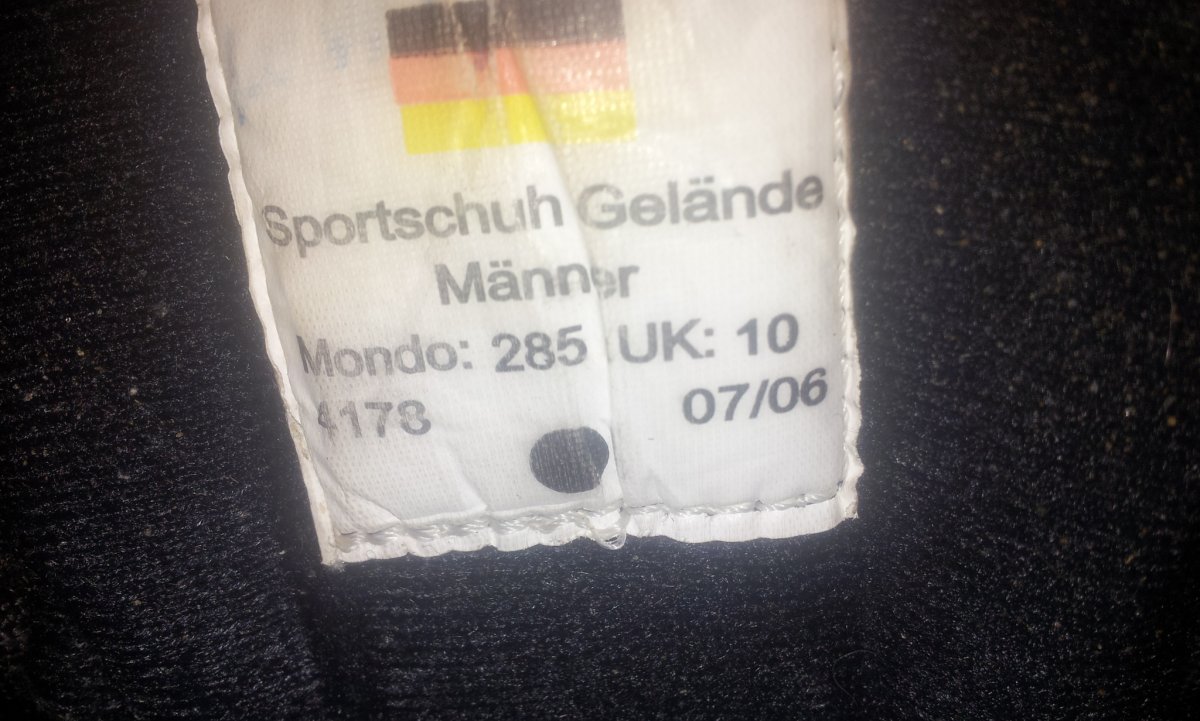 Sportschuh Gelände
Männer
Mondo: 285 UK: 10
4178 07/06